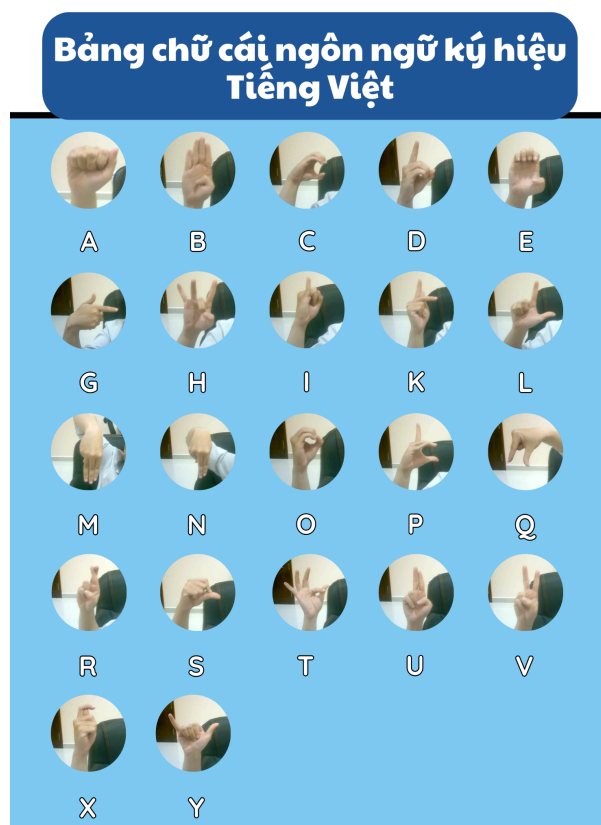 Bảng chữ cái ngôn ngữ ký hiệu
Tiếng Việt
A B C D E
G H I K L
M N O P Q
R S T U V
X Y